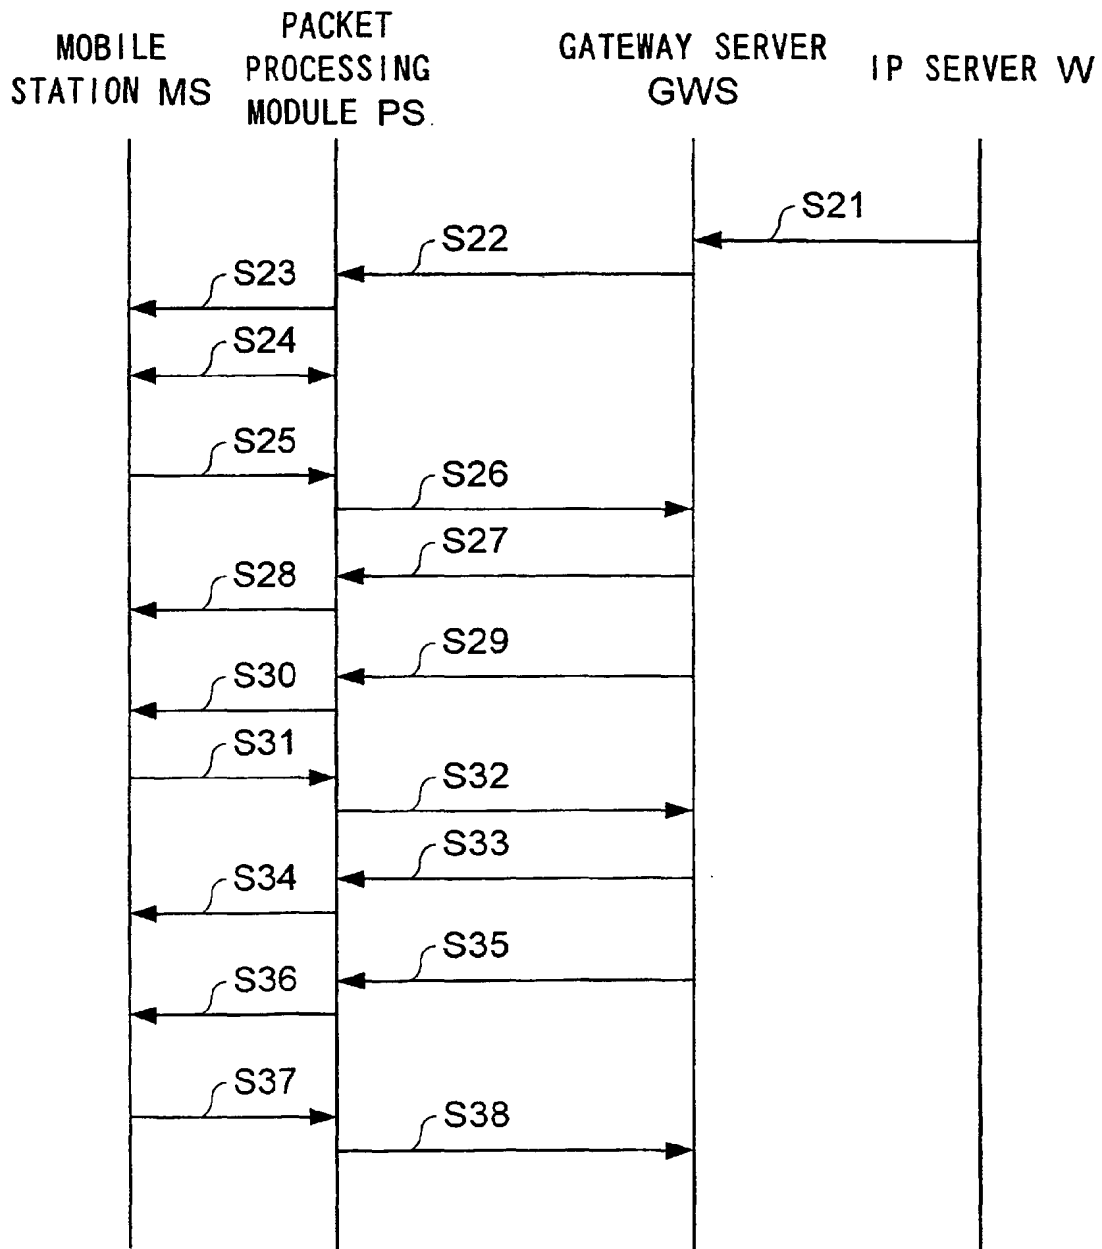 MOBILE
STATION MS
PACKET
PROCESSING
MODULE PS
GATEWAY SERVER
GWS
IP SERVER W
S21
S22
S23
S24
S25
S26
S27
S28
S29
S30
S31
S32
S33
S34
S35
S36
S37
S38